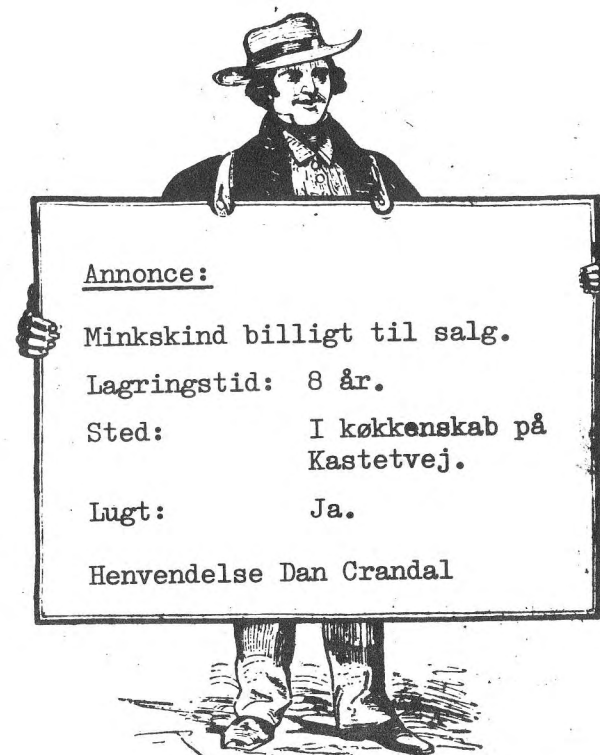 Annonce:
Minkskind billigt til salg.
Lagringstid: 8 år.
Sted: I køkkenskab på
Kastetvej.
Lugt: Ja.
Henvendelse Dan Crandal